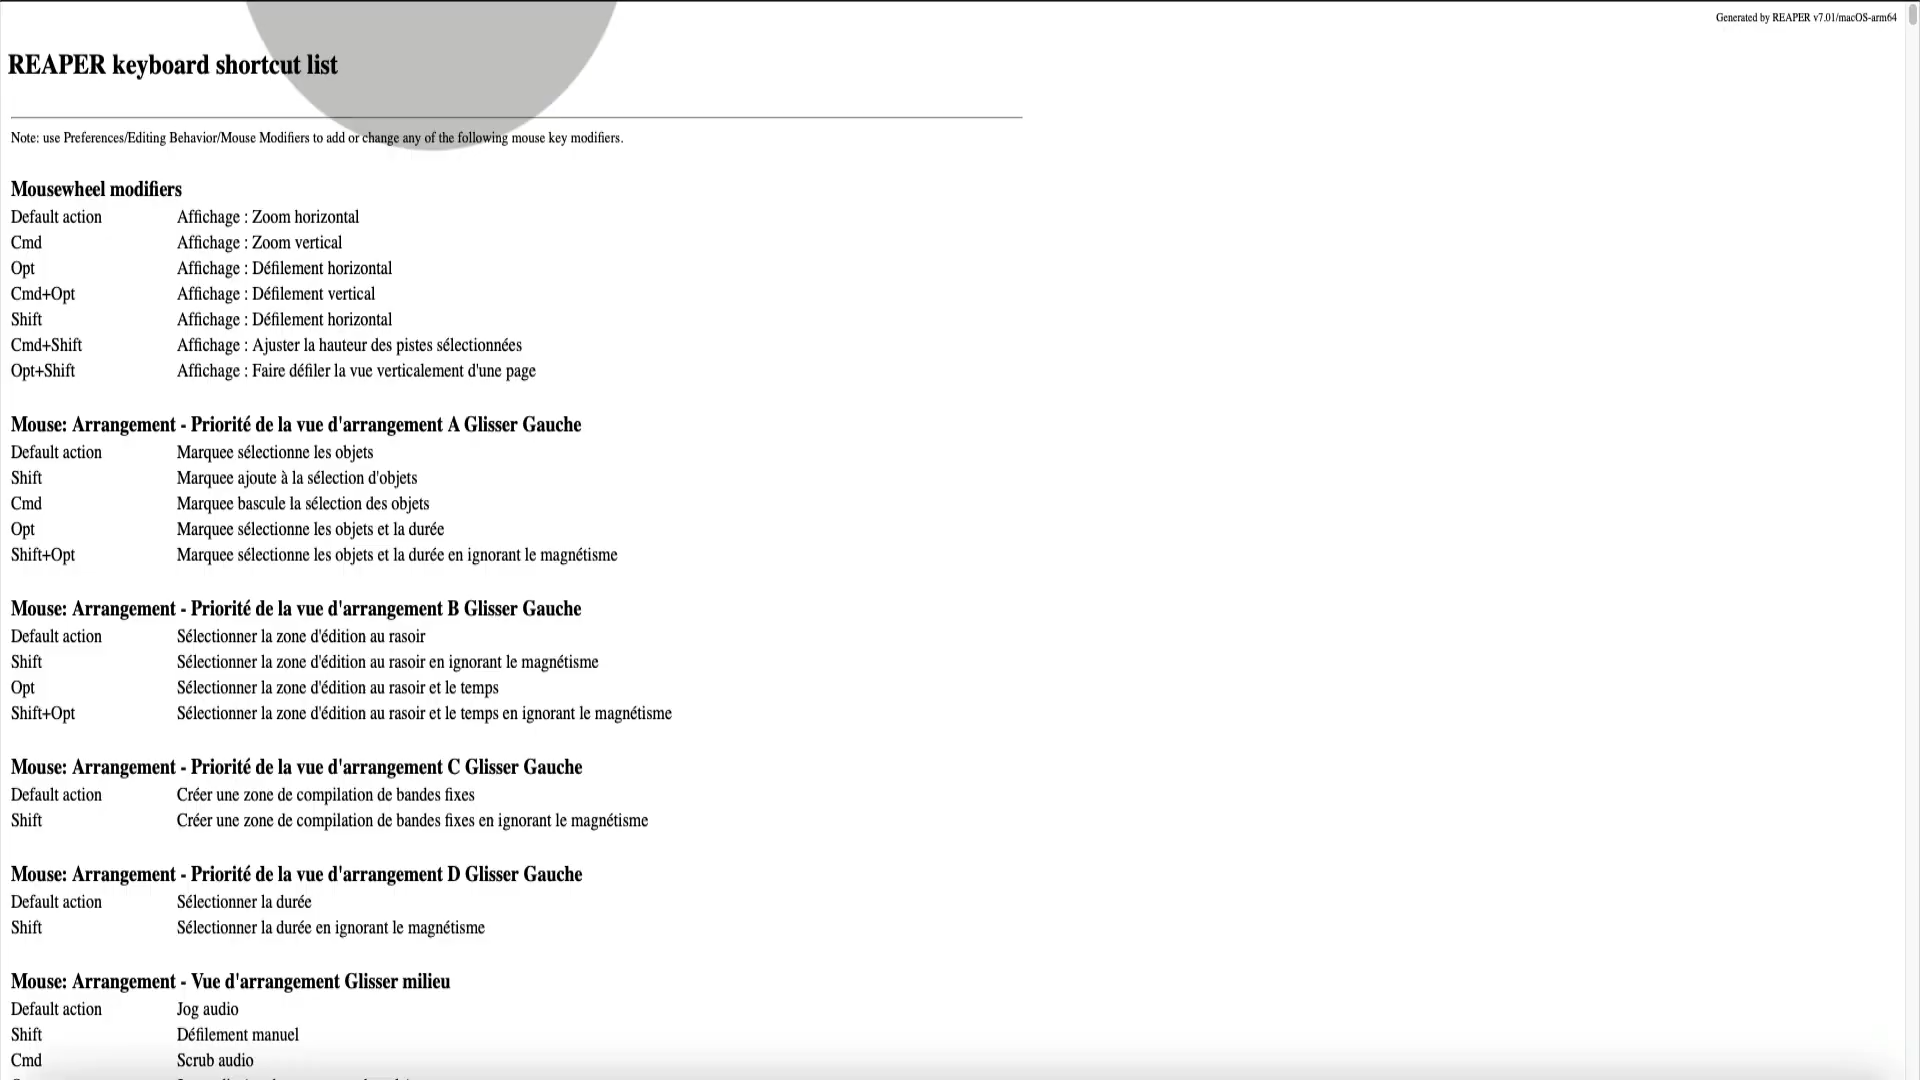 Generated by REAPER v7.01/macOS-arm64
REAPER keyboard shortcut list
Note: use Preferences/Editing Behavior/Mouse Modifiers to add or change any of the following mouse key modifiers.
Mousewheel modifiers
Default action Affichage : Zoom horizontal
Cmd Affichage : Zoom vertical
Opt Affichage : Défilement horizontal
Cmd+Opt Affichage : Défilement vertical
Shift Affichage : Défilement horizontal
Cmd+Shift Affichage : Ajuster la hauteur des pistes sélectionnées
Opt+Shift Affichage : Faire défiler la vue verticalement d'une page
Mouse: Arrangement - Priorité de la vue d'arrangement A Glisser Gauche
Default action Marquee sélectionne les objets
Shift Marquee ajoute à la sélection d'objets
Cmd Marquee bascule la sélection des objets
Opt Marquee sélectionne les objets et la durée
Shift+Opt Marquee sélectionne les objets et la durée en ignorant le magnétisme
Mouse: Arrangement - Priorité de la vue d'arrangement B Glisser Gauche
Default action Sélectionner la zone d'édition au rasoir
Shift Sélectionner la zone d'édition au rasoir en ignorant le magnétisme
Opt Sélectionner la zone d'édition au rasoir et le temps
Shift+Opt Sélectionner la zone d'édition au rasoir et le temps en ignorant le magnétisme
Mouse: Arrangement - Priorité de la vue d'arrangement C Glisser Gauche
Default action Créer une zone de compilation de bandes fixes
Shift Créer une zone de compilation de bandes fixes en ignorant le magnétisme
Mouse: Arrangement - Priorité de la vue d'arrangement D Glisser Gauche
Default action Sélectionner la durée
Shift Sélectionner la durée en ignorant le magnétisme
Mouse: Arrangement - Vue d'arrangement Glisser milieu
Default action Jog audio
Shift Défilement manuel
Cmd Scrub audio